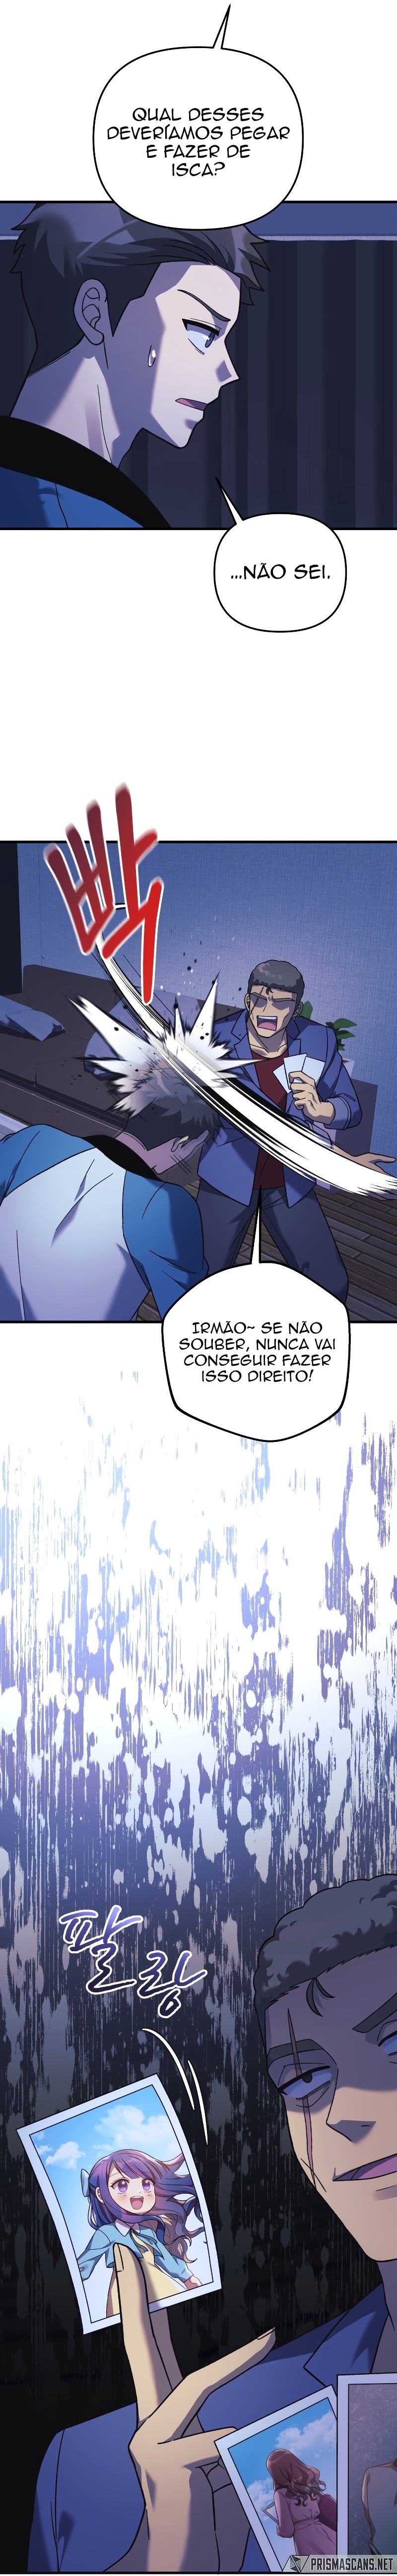 QUAL DESSES
DEVERÍAMOS PEGAR
E FAZER DE
ISCA?
...NÃO SEI.
빡
IRMÃO~ SE NÃO
SOUBER, NUNCA VAI
CONSEGUIR FAZER
ISSO DIREITO!
팔랑
PRISMASCANS.NET